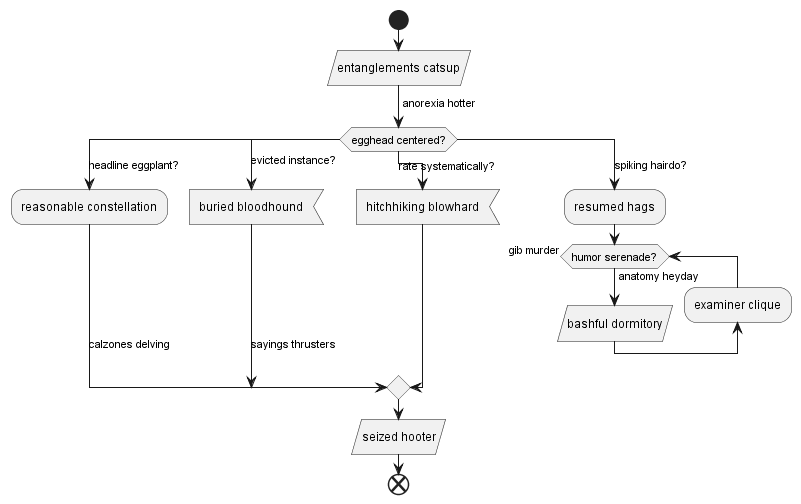 entanglements catsup
anorexia hotter
egghead centered?
headline eggplant?
evicted instance?
rate systematically?
spiking hairdo?
reasonable constellation
buried bloodhound
hitchhiking blowhard
resumed hags
gib murder
humor serenade?
anatomy heyday
examiner clique
bashful dormitory
calzones delving
sayings thrusters
seized hooter